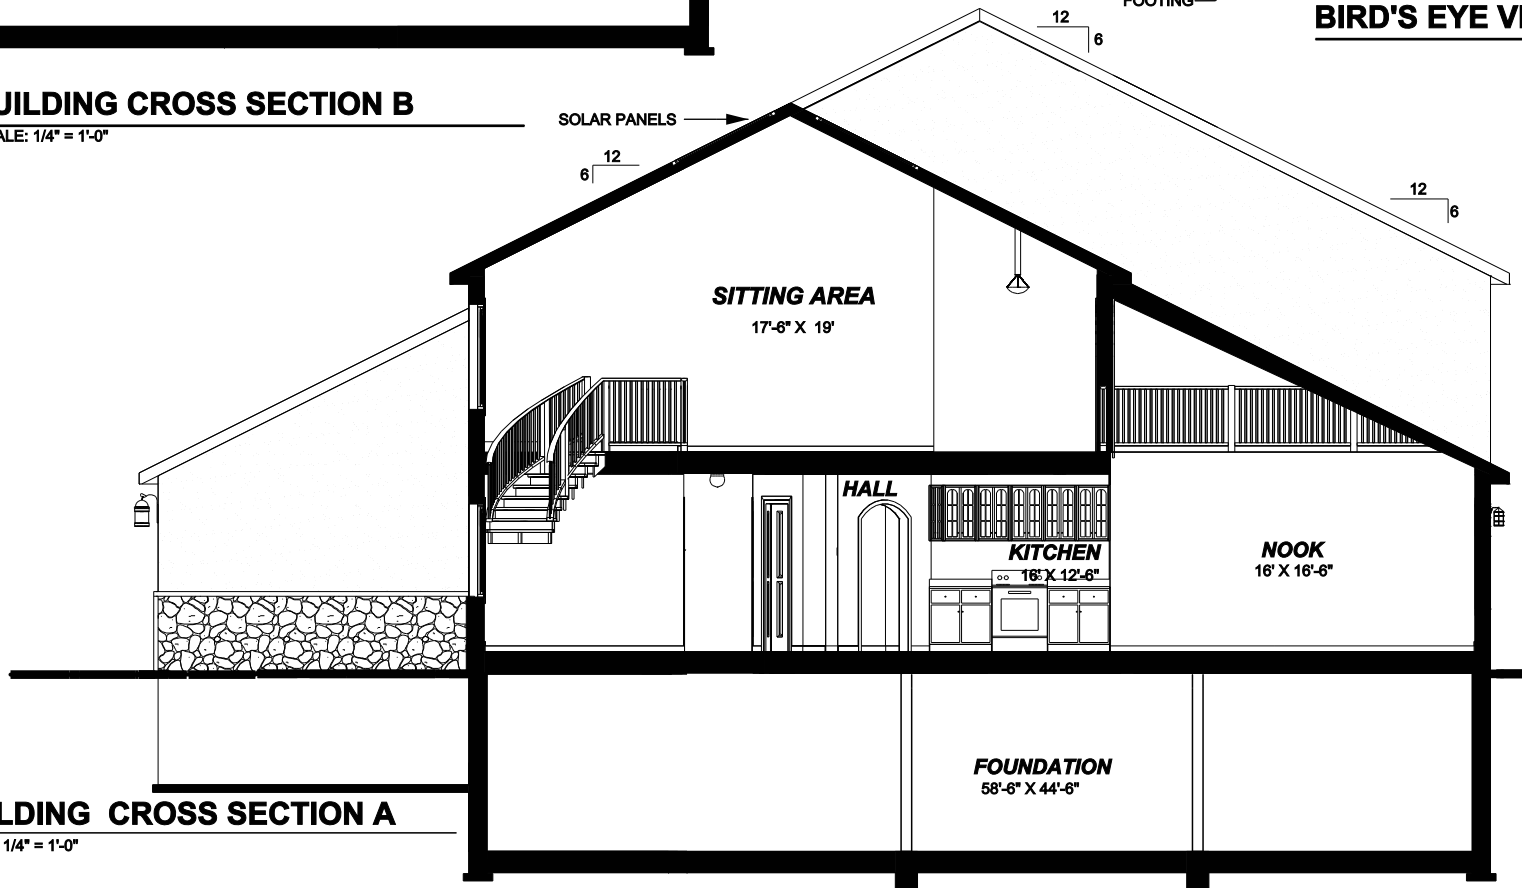 FOOTING
12
6
BIRD'S EYE
UILDING CROSS SECTION B
ALE: 1/4" = 1'-0"
SOLAR PANELS
12
6
12
6
SITTING AREA
17'-6" X 19'
HALL
KITCHEN
16' X 12'-6"
NOOK
16' X 16'-6"
FOUNDATION
58'-6" X 44'-6"
LDING CROSS SECTION A
1/4" = 1'-0"